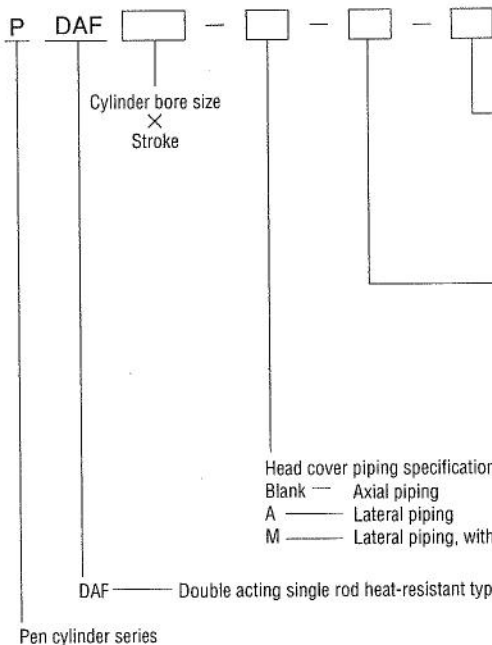 P DAF - - -
Cylinder bore size
×
Stroke
Head cover piping specification
Blank — Axial piping
A — Lateral piping
M — Lateral piping, with
DAF — Double acting single rod heat-resistant typ
Pen cylinder series